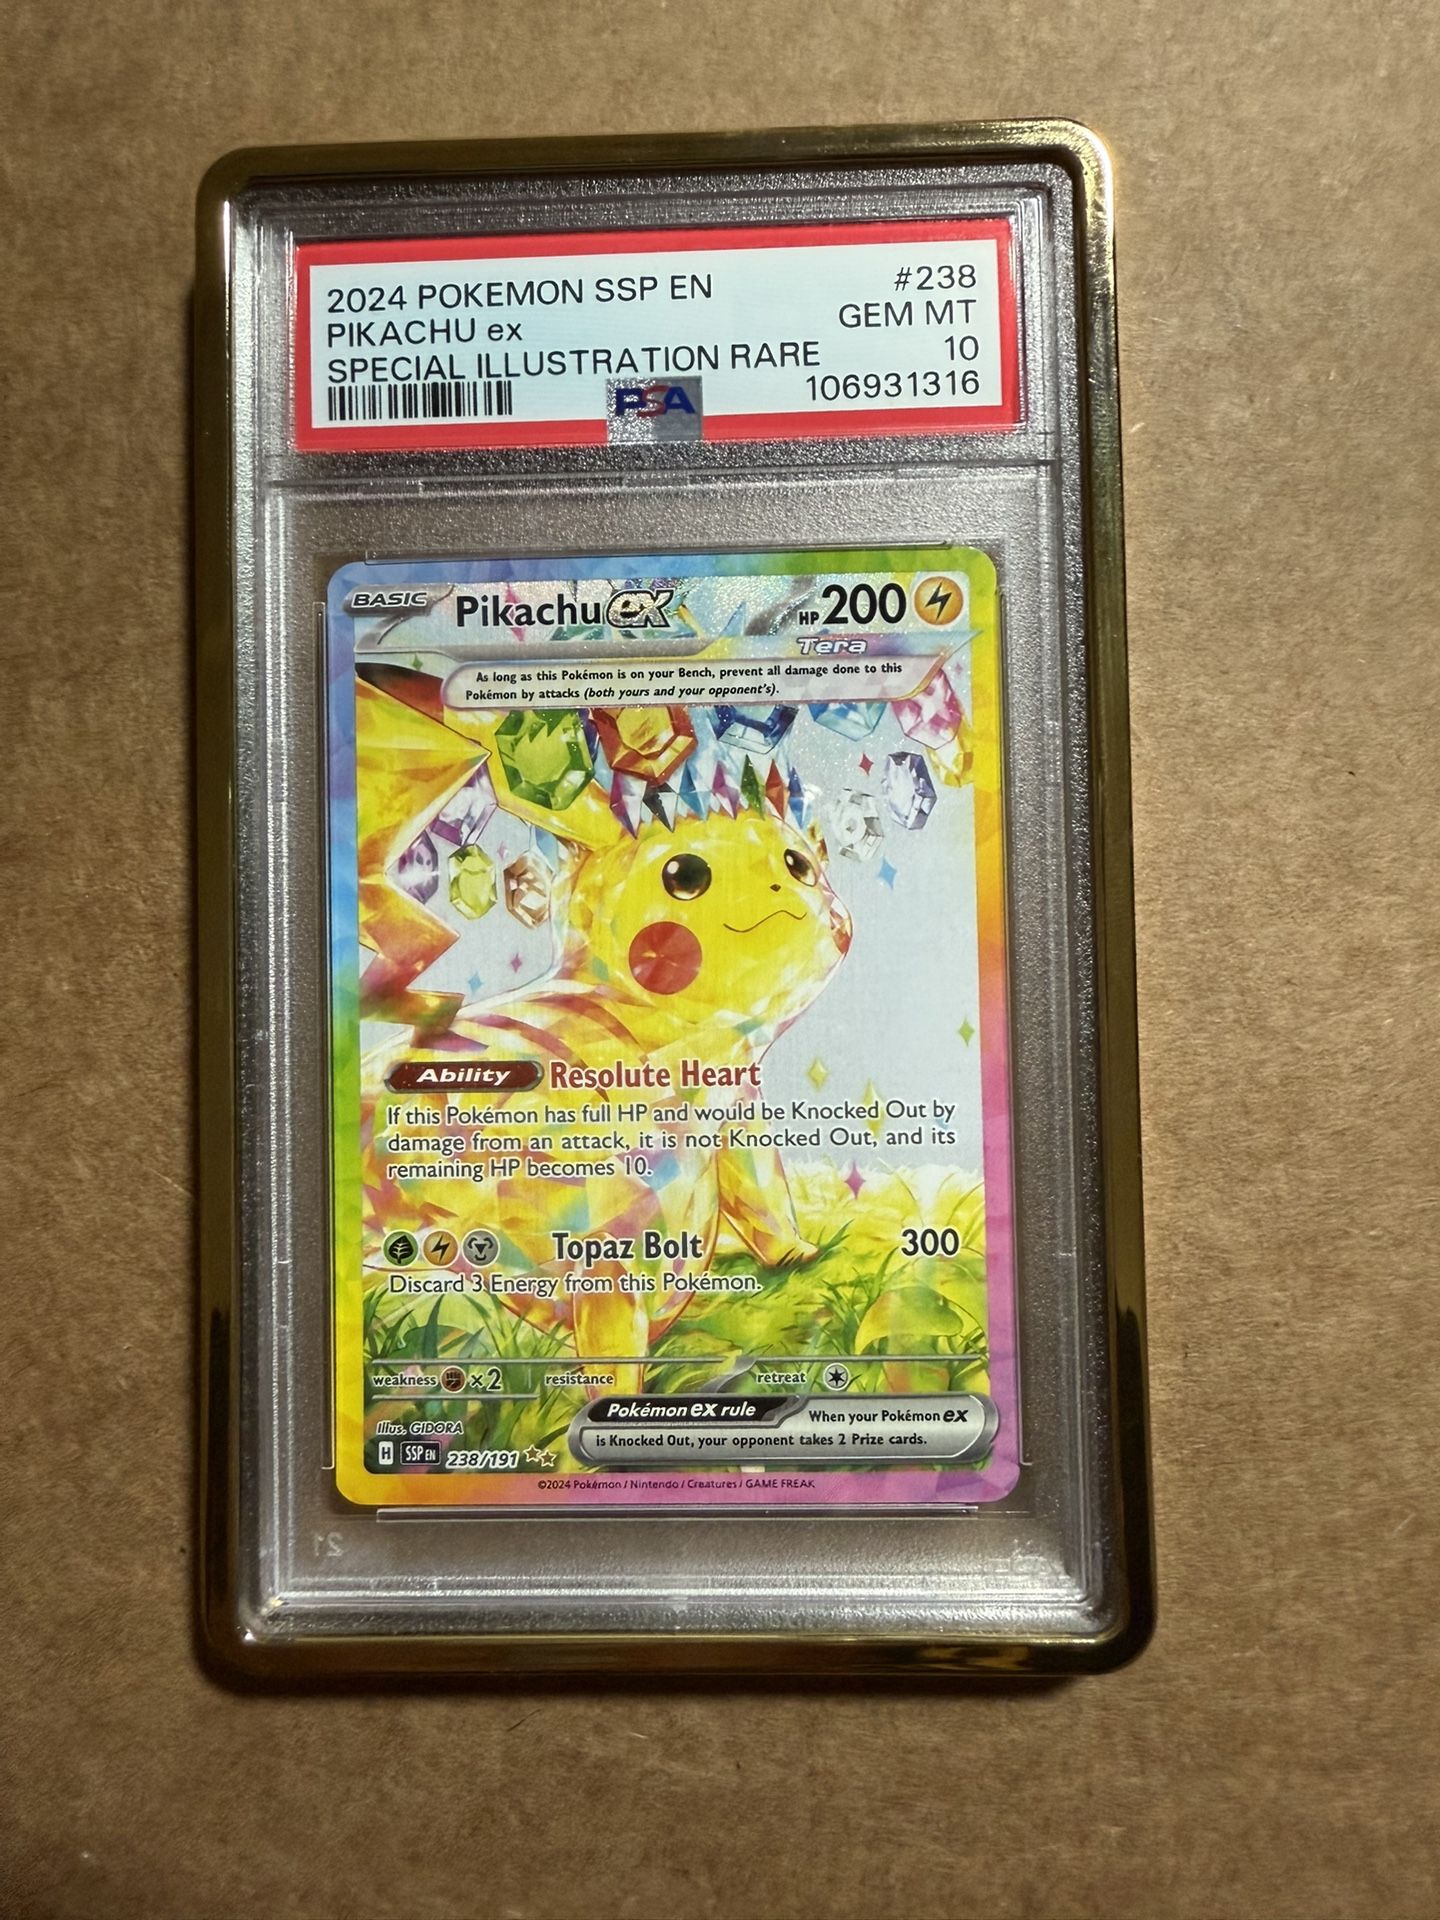 2024 POKEMON SSP EN #238
PIKACHU ex GEM MT
SPECIAL ILLUSTRATION RARE 10
PSA 106931316
BASIC Pikachu ex HP 200
Tera
As long as this Pokémon is on your Bench, prevent all damage done to this
Pokémon by attacks (both yours and your opponent's).
Ability Resolute Heart
If this Pokémon has full HP and would be Knocked Out by
damage from an attack, it is not Knocked Out, and its
remaining HP becomes 10.
Topaz Bolt 300
Discard 3 Energy from this Pokémon.
weakness ×2 resistance retreat
Pokémon ex rule When your Pokémon ex
is Knocked Out, your opponent takes 2 Prize cards.
Illus. GIDORA
H SSP EN 238/191
©2024 Pokémon / Nintendo / Creatures / GAME FREAK
21